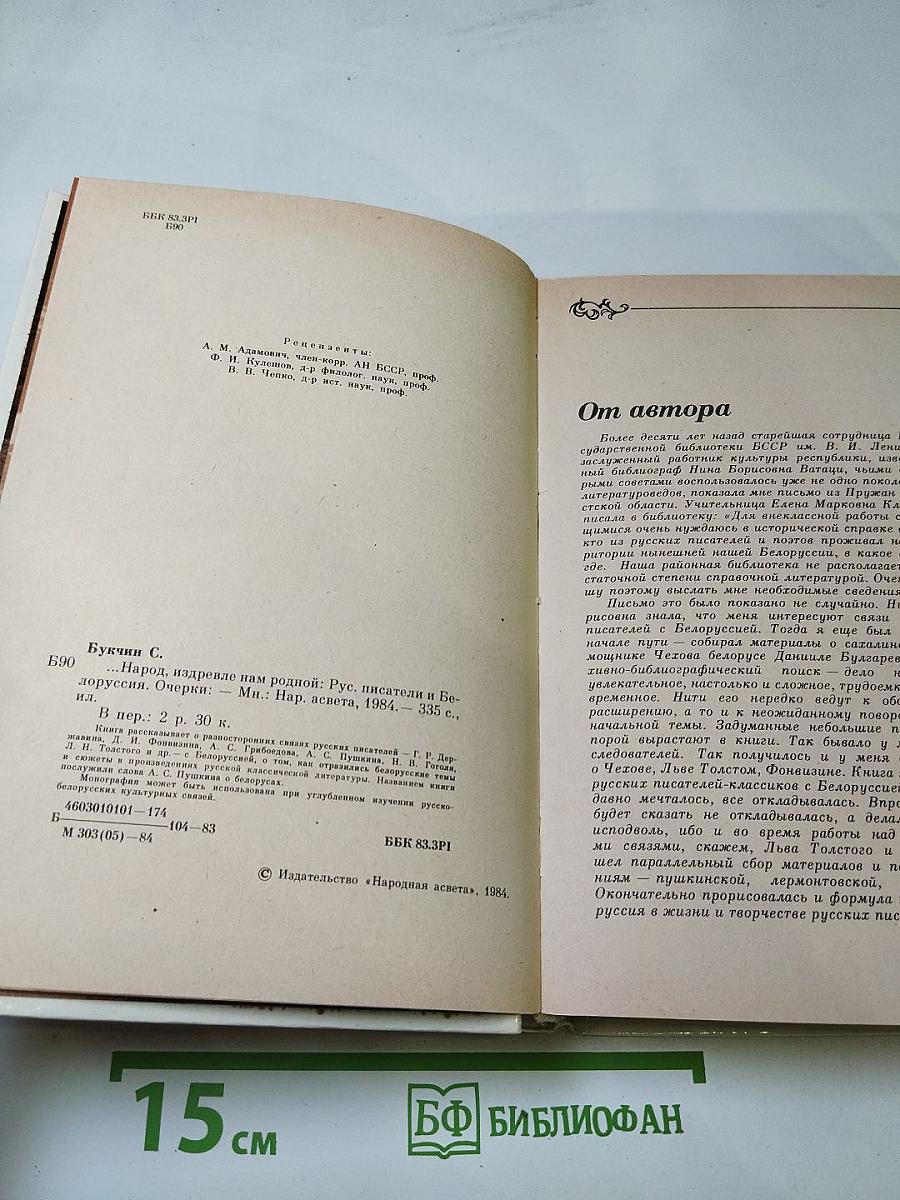 ББК 83.3Р1
Б90
Рецензенты:
А. М. Адамович, член-корр. АН БССР, проф.
Ф. И. Кулешов, д-р филолог. наук, проф.
В. В. Чепко, д-р ист. наук, проф.
Букчин С.
Б90 ...Народ, издревле нам родной: Рус. писатели и Бе-
лоруссия. Очерки: — Мн.: Нар. асвета, 1984.— 335 с.,
ил.
В пер.: 2 р. 30 к.
Книга рассказывает о разносторонних связях русских писателей — Г. Р. Дер-
жавина, Д. И. Фонвизина, А. С. Грибоедова, А. С. Пушкина, Н. В. Гоголя,
Л. Н. Толстого и др.— с Белоруссией, о том, как отразились белорусские темы
и сюжеты в произведениях русской классической литературы. Названием книги
послужили слова А. С. Пушкина о белорусах.
Монография может быть использована при углубленном изучении русско-
белорусских культурных связей.
4603010101—174
Б 104—83
М 303(05)—84
ББК 83.3Р1
© Издательство «Народная асвета», 1984.
От автора
Более десяти лет назад старейшая сотрудница
сударственной библиотеки БССР им. В. И. Лени
заслуженный работник культуры республики, изве
ный библиограф Нина Борисовна Ватаци, чьими
рыми советами воспользовалось уже не одно покол
литературоведов, показала мне письмо из Пружан
стской области. Учительница Елена Марковна Кл
писала в библиотеку: «Для внеклассной работы с
щимися очень нуждаюсь в исторической справке
кто из русских писателей и поэтов проживал н
ритории нынешней нашей Белоруссии, в какое
где. Наша районная библиотека не располагает
статочной степени справочной литературой. Оче
шу поэтому выслать мне необходимые сведения
Письмо это было показано не случайно. Ни
рисовна знала, что меня интересуют связи
писателей с Белоруссией. Тогда я еще был
начале пути — собирал материалы о сахалин
мощнике Чехова белорусе Данииле Булгарев
хивно-библиографический поиск — дело н
увлекательное, настолько и сложное, трудоемк
временное. Нити его нередко ведут к обо
расширению, а то и к неожиданному поворо
начальной темы. Задуманные небольшие п
порой вырастают в книги. Так бывало у
следователей. Так получилось и у меня
о Чехове, Льве Толстом, Фонвизине. Книга
русских писателей-классиков с Белоруссией
давно мечталось, все откладывалась. Впр
будет сказать не откладывалась, а дела
исподволь, ибо и во время работы над
ми связями, скажем, Льва Толстого и
шел параллельный сбор материалов и по
ниям — пушкинской, лермонтовской,
Окончательно прорисовалась и формула
руссия в жизни и творчестве русских пис
15 см
БФ БИБЛИОФАН